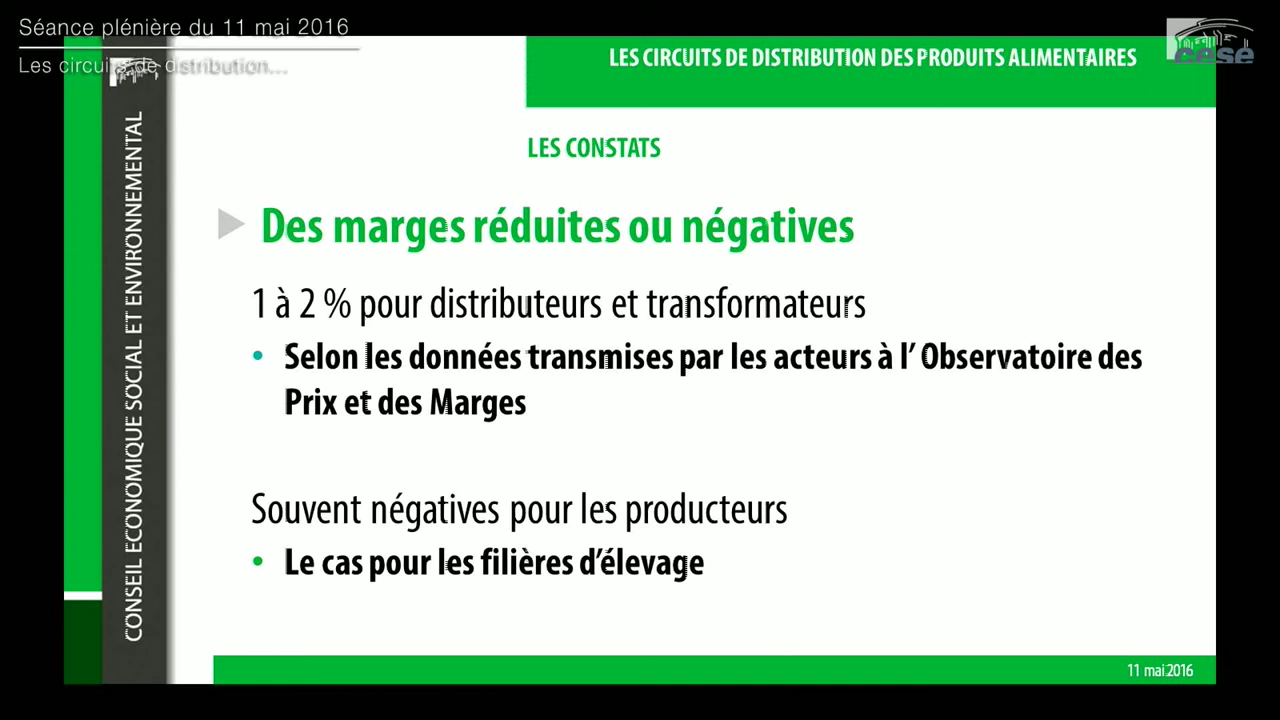 Séance plénière du 11 mai 2016
Les circuits de distribution...
cese
LES CIRCUITS DE DISTRIBUTION DES PRODUITS ALIMENTAIRES
CONSEIL ECONOMIQUE SOCIAL ET ENVIRONNEMENTAL
LES CONSTATS
Des marges réduites ou négatives
1 à 2 % pour distributeurs et transformateurs
• Selon les données transmises par les acteurs à l’ Observatoire des
Prix et des Marges
Souvent négatives pour les producteurs
• Le cas pour les filières d’élevage
11 mai.2016